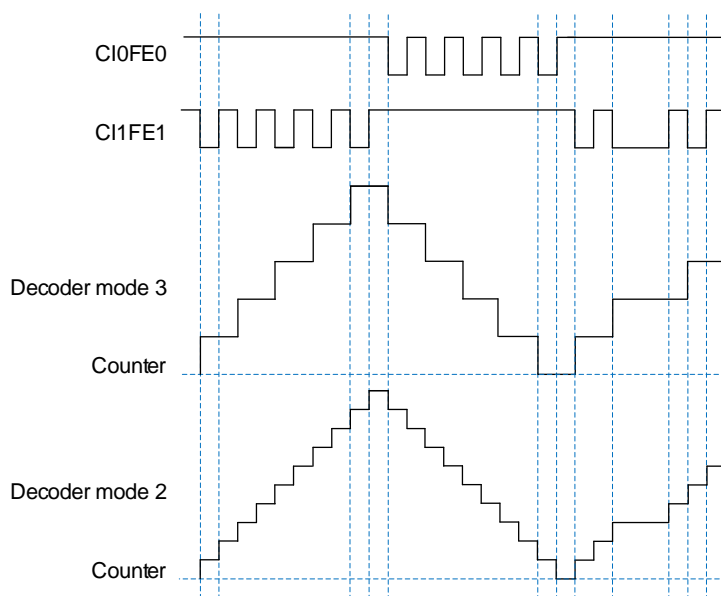 CI0FE0
CI1FE1
Decoder mode 3
Counter
Decoder mode 2
Counter